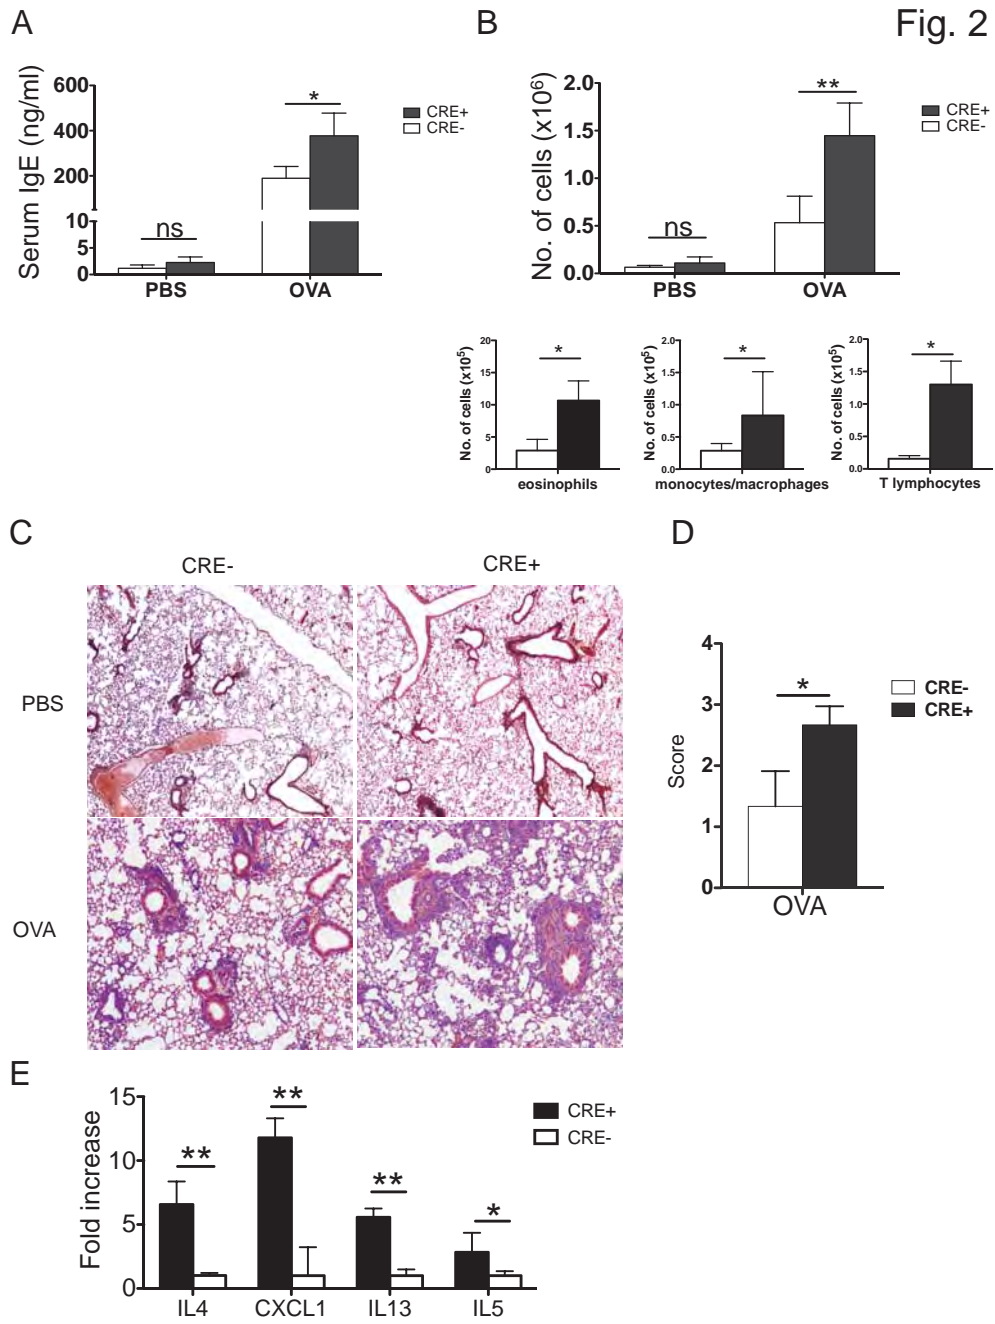 A
B
Fig. 2
Serum IgE (ng/ml)
600
400
200
10
5
0
ns
*
PBS
OVA
CRE+
CRE-
No. of cells (x10⁶)
2.0
1.5
1.0
0.5
0.0
ns
**
PBS
OVA
CRE+
CRE-
No. of cells (x10⁵)
20
15
10
5
0
*
eosinophils
No. of cells (x10⁵)
2.0
1.5
1.0
0.5
0.0
*
monocytes/macrophages
No. of cells (x10⁵)
2.0
1.5
1.0
0.5
0.0
*
T lymphocytes
C
CRE-
CRE+
PBS
OVA
D
Score
4
3
2
1
0
*
OVA
CRE-
CRE+
E
Fold increase
15
10
5
0
**
**
**
*
IL4
CXCL1
IL13
IL5
CRE+
CRE-